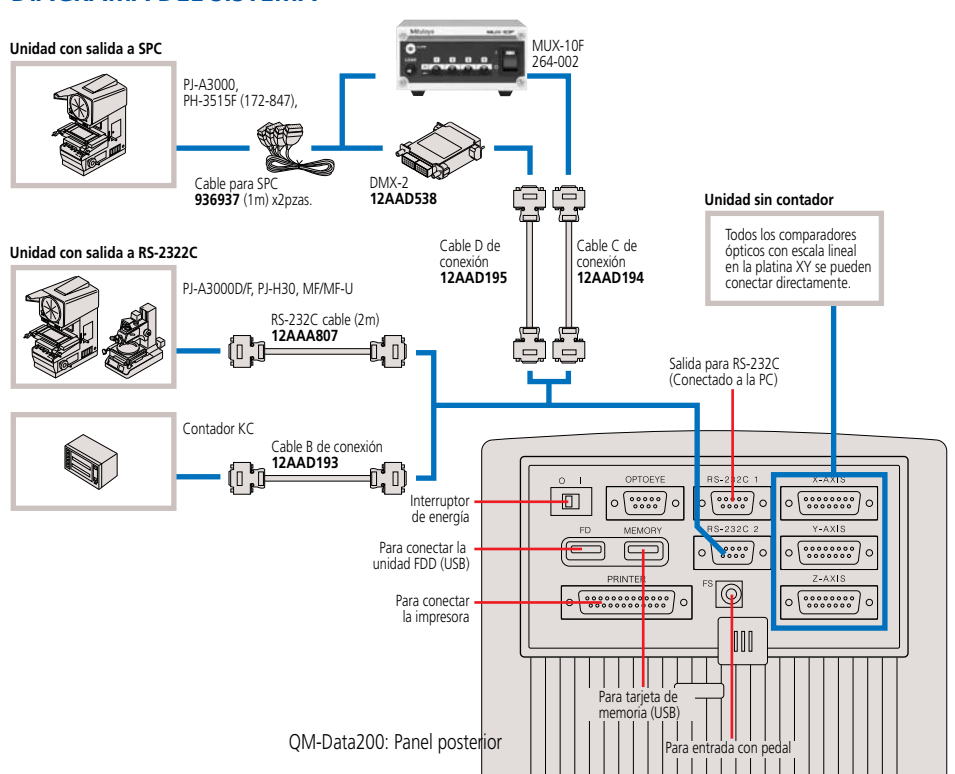 Unidad con salida a SPC
PJ-A3000,
PH-3515F (172-847),
Mitutoyo
MUX-10F
MUX-10F
264-002
Cable para SPC
936937 (1m) x2pzas.
DMX-2
12AAD538
Unidad con salida a RS-2322C
PJ-A3000D/F, PJ-H30, MF/MF-U
RS-232C cable (2m)
12AAA807
Cable D de
conexión
12AAD195
Cable C de
conexión
12AAD194
Unidad sin contador
Todos los comparadores
ópticos con escala lineal
en la platina XY se pueden
conectar directamente.
Contador KC
Cable B de conexión
12AAD193
Salida para RS-232C
(Conectado a la PC)
O I
OPTOEYE
RS-232C 1
X-AXIS
Interruptor
de energía
FD
MEMORY
RS-232C 2
Y-AXIS
Para conectar la
unidad FDD (USB)
PRINTER
FS
Z-AXIS
Para conectar
la impresora
Para tarjeta de
memoria (USB)
Para entrada con pedal
QM-Data200: Panel posterior